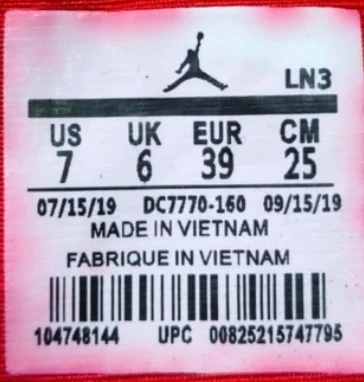 LN3
US UK EUR CM
7 6 39 25
07/15/19 DC7770-160 09/15/19
MADE IN VIETNAM
FABRIQUE IN VIETNAM
104748144 UPC 00825215747795